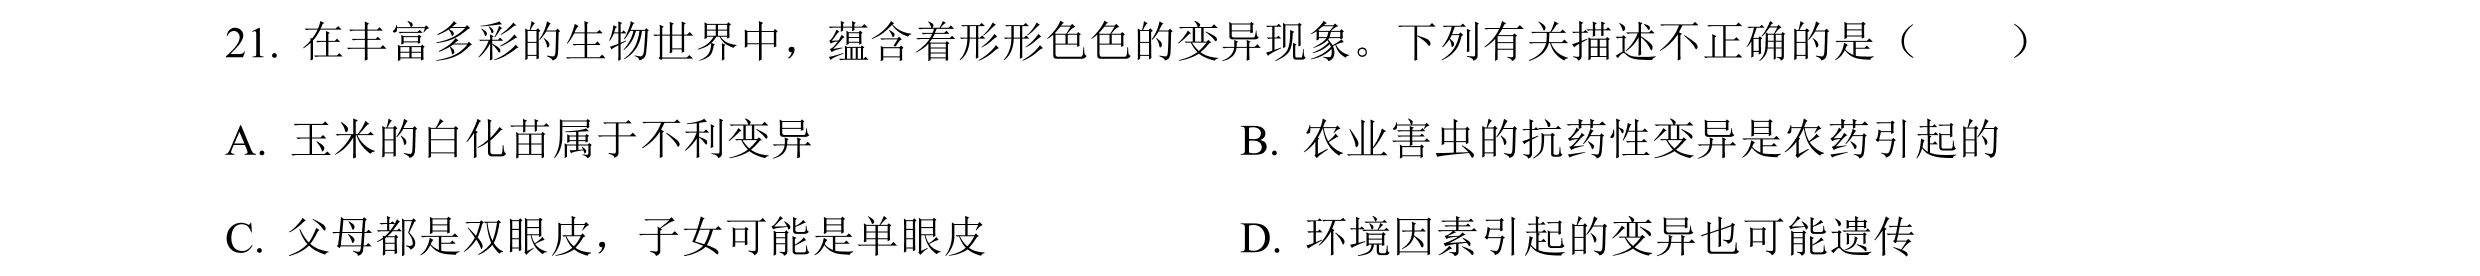 21. 在丰富多彩的生物世界中，蕴含着形形色色的变异现象。下列有关描述不正确的是（　　）
A. 玉米的白化苗属于不利变异　　B. 农业害虫的抗药性变异是农药引起的
C. 父母都是双眼皮，子女可能是单眼皮　　D. 环境因素引起的变异也可能遗传